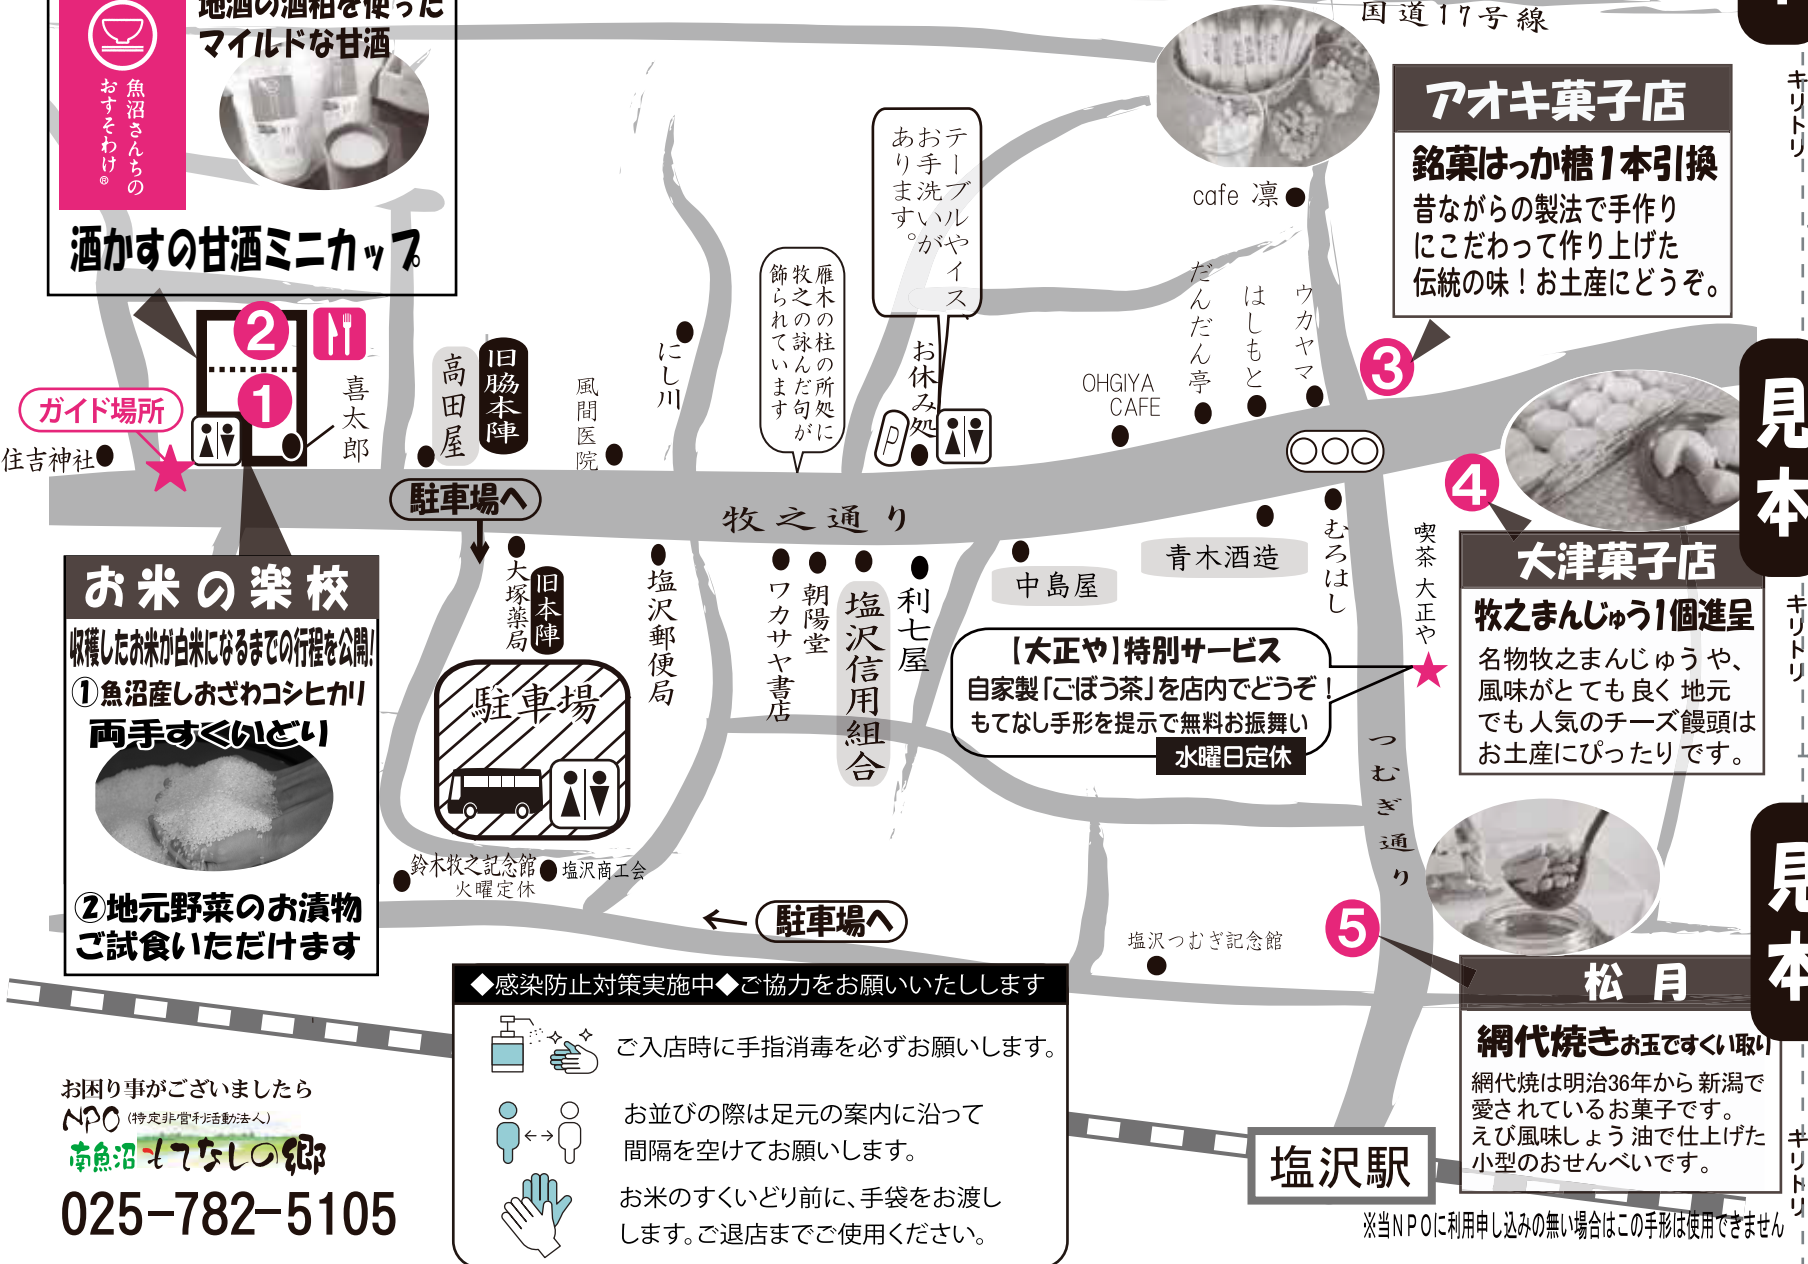 地酒の酒粕を使った
マイルドな甘酒
魚沼さんちの
おすそわけ®
酒かすの甘酒ミニカップ
国道17号線
キリトリ
アオキ菓子店
銘菓はっか糖1本引換
昔ながらの製法で手作り
にこだわって作り上げた
伝統の味！お土産にどうぞ。
cafe 凛
テーブルやイス、
お手洗いが
あります。
雁木の柱の所処に
牧之の詠んだ句が
飾られています
2
1
3
4
5
ガイド場所
住吉神社
喜太郎
高田屋
旧脇本陣
風間医院
にし川
お休み処
P
OHGIYA
CAFE
だんだん亭
はしもと
ウカヤマ
見本
駐車場へ
牧之通り
大塚薬局
旧本陣
塩沢郵便局
ワカサヤ書店
朝陽堂
塩沢信用組合
利七屋
中島屋
青木酒造
むろはし
喫茶 大正や
お米の楽校
収穫したお米が白米になるまでの行程を公開!
①魚沼産しおざわコシヒカリ
両手すくいどり
②地元野菜のお漬物
ご試食いただけます
駐車場
鈴木牧之記念館
火曜定休
塩沢商工会
駐車場へ
【大正や】特別サービス
自家製「ごぼう茶」を店内でどうぞ！
もてなし手形を提示で無料お振舞い
水曜日定休
大津菓子店
牧之まんじゅう1個進呈
名物牧之まんじゅうや、
風味がとても良く地元
でも人気のチーズ饅頭は
お土産にぴったりです。
キリトリ
つむぎ通り
塩沢つむぎ記念館
見本
松月
網代焼きお玉ですくい取り
網代焼は明治36年から新潟で
愛されているお菓子です。
えび風味しょう油で仕上げた
小型のおせんべいです。
キリトリ
◆感染防止対策実施中◆ご協力をお願いいたしします
ご入店時に手指消毒を必ずお願いします。
お並びの際は足元の案内に沿って
間隔を空けてお願いします。
お米のすくいどり前に、手袋をお渡し
します。ご退店までご使用ください。
お困り事がございましたら
NPO（特定非営利活動法人）
南魚沼もてなしの郷
025-782-5105
塩沢駅
※当NPOに利用申し込みの無い場合はこの手形は使用できません